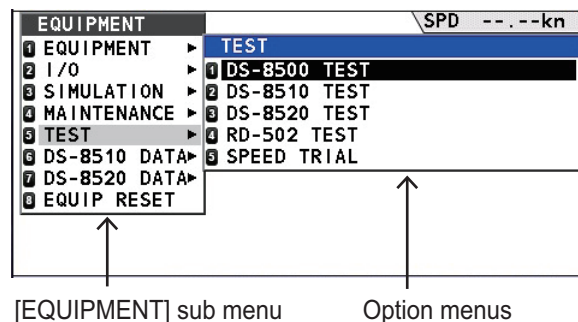 EQUIPMENT
SPD --.--kn
1 EQUIPMENT ▶
2 I/O ▶
3 SIMULATION ▶
4 MAINTENANCE ▶
5 TEST ▶
6 DS-8510 DATA▶
7 DS-8520 DATA▶
8 EQUIP RESET
TEST
1 DS-8500 TEST
2 DS-8510 TEST
3 DS-8520 TEST
4 RD-502 TEST
5 SPEED TRIAL
[EQUIPMENT] sub menu
Option menus